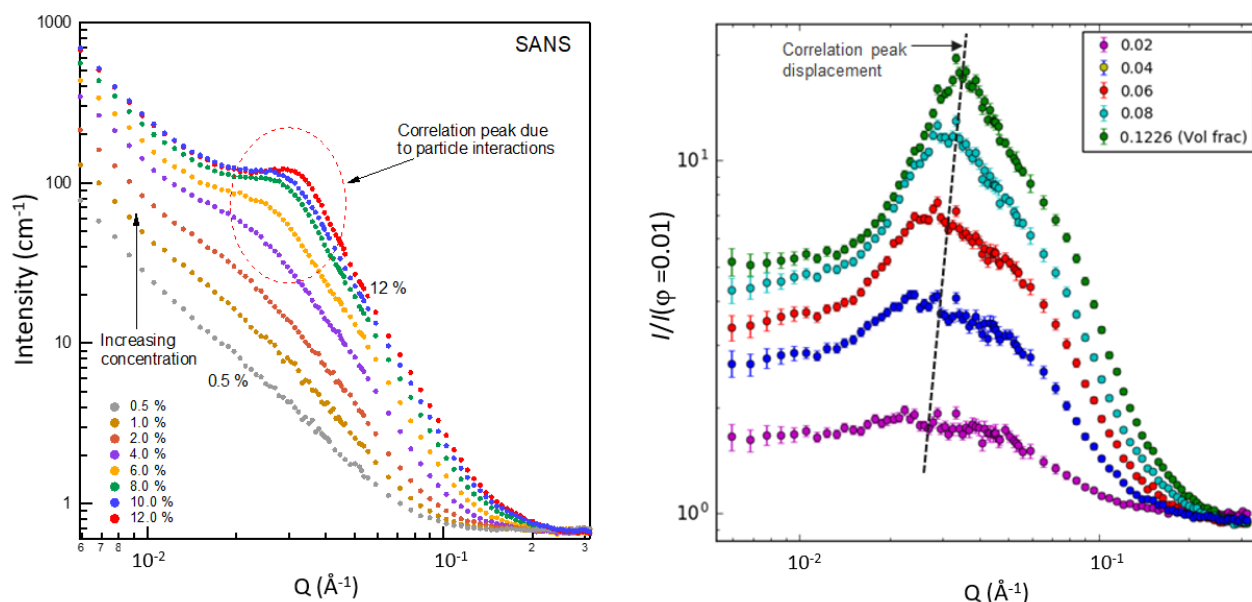 SANS
1000
100
10
1
Intensity (cm-1)
Correlation peak due
to particle interactions
Increasing
concentration
12 %
0.5 %
0.5 %
1.0 %
2.0 %
4.0 %
6.0 %
8.0 %
10.0 %
12.0 %
6 7 8 10-2 10-1 2 3
Q (Å-1)
Correlation peak
displacement
0.02
0.04
0.06
0.08
0.1226 (Vol frac)
10¹
10⁰
I/I(φ =0.01)
10-2 10-1
Q (Å-1)